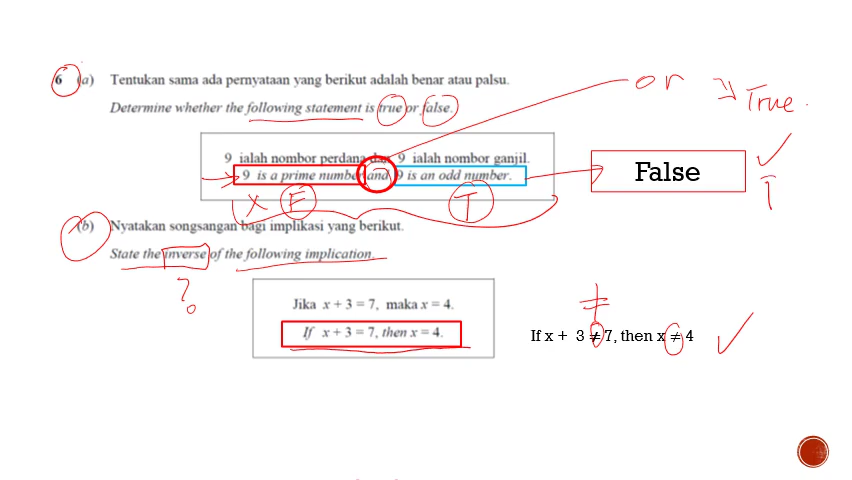 6 (a) Tentukan sama ada pernyataan yang berikut adalah benar atau palsu.
Determine whether the following statement is true or false.
or
True.
9 ialah nombor perdana dan 9 ialah nombor ganjil.
9 is a prime number and 9 is an odd number.
False
F
T
(b) Nyatakan songsangan bagi implikasi yang berikut.
State the inverse of the following implication.
?
Jika x + 3 = 7, maka x = 4.
If x + 3 = 7, then x = 4.
≠
If x + 3 ≠ 7, then x ≠ 4